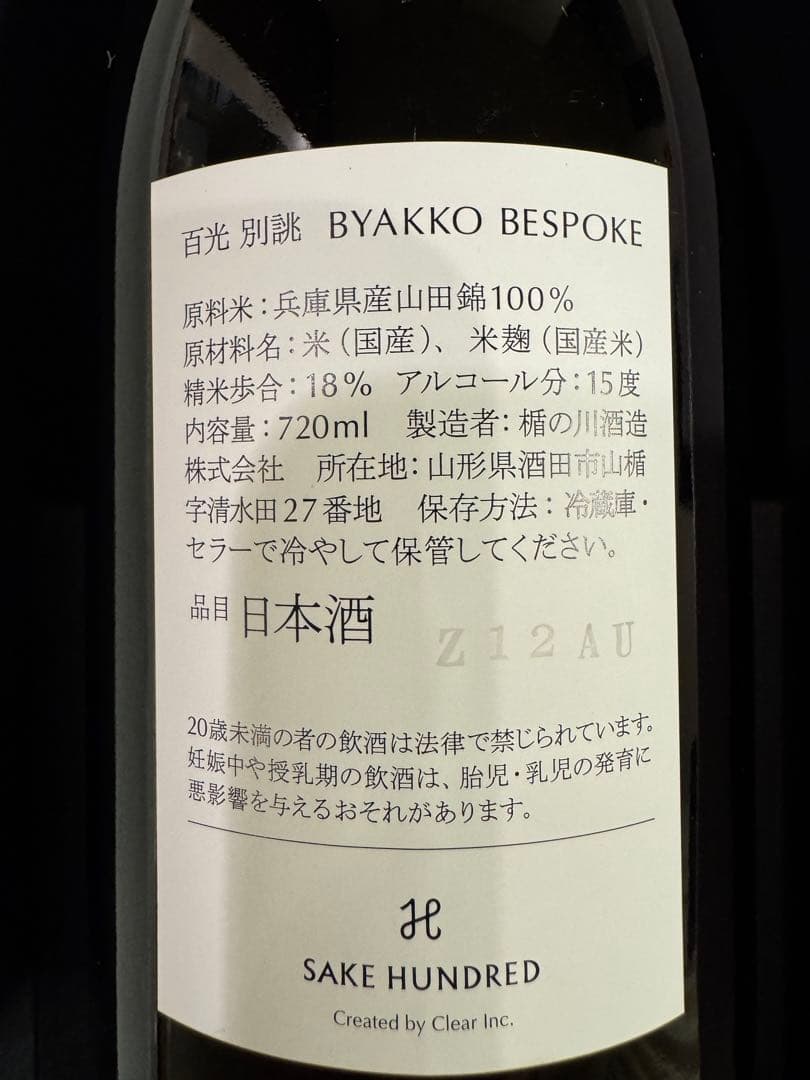 百光 別誂 BYAKKO BESPOKE
原料米：兵庫県産山田錦100%
原材料名：米（国産）、米麹（国産米）
精米歩合：18% アルコール分：15度
内容量：720ml 製造者：楯の川酒造
株式会社 所在地：山形県酒田市山楯
字清水田27番地 保存方法：冷蔵庫・
セラーで冷やして保管してください。
品目 日本酒
Z12AU
20歳未満の者の飲酒は法律で禁じられています。
妊娠中や授乳期の飲酒は、胎児・乳児の発育に
悪影響を与えるおそれがあります。
SAKE HUNDRED
Created by Clear Inc.